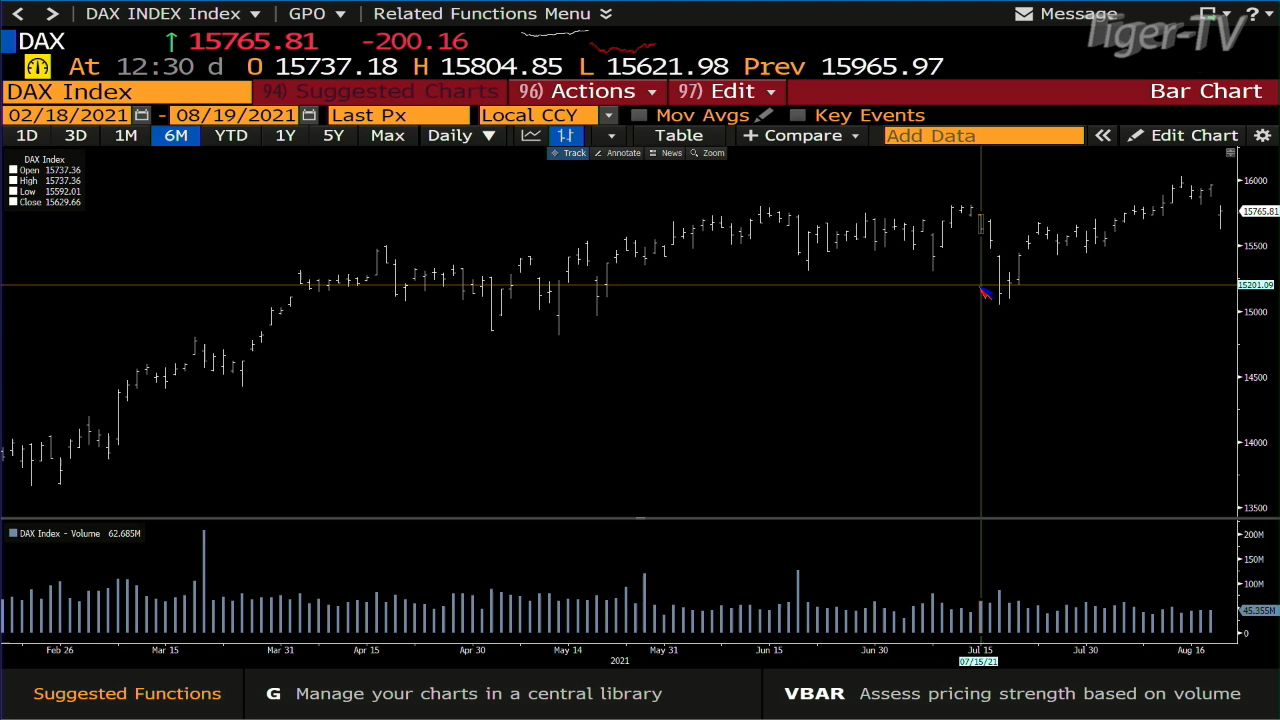 < > DAX INDEX Index GPO Related Functions Menu Message ?
Tiger-TV
DAX ↑ 15765.81 -200.16
At 12:30 d O 15737.18 H 15804.85 L 15621.98 Prev 15965.97
DAX Index 94) Suggested Charts 96) Actions 97) Edit Bar Chart
02/18/2021 - 08/19/2021 Last Px Local CCY Mov Avgs Key Events
1D 3D 1M 6M YTD 1Y 5Y Max Daily ▼ Table + Compare Add Data « Edit Chart
Track Annotate News Zoom
DAX Index
Open 15737.36
High 15737.36
Low 15592.01
Close 15629.66
16000
15765.81
15500
15201.09
15000
14500
14000
13500
DAX Index - Volume 62.685M
200M
150M
100M
45.355M
0
Feb 26 Mar 15 Mar 31 Apr 15 Apr 30 May 14 May 31 Jun 15 Jun 30 Jul 15 Jul 30 Aug 16
2021 07/15/21
Suggested Functions G Manage your charts in a central library VBAR Assess pricing strength based on volume